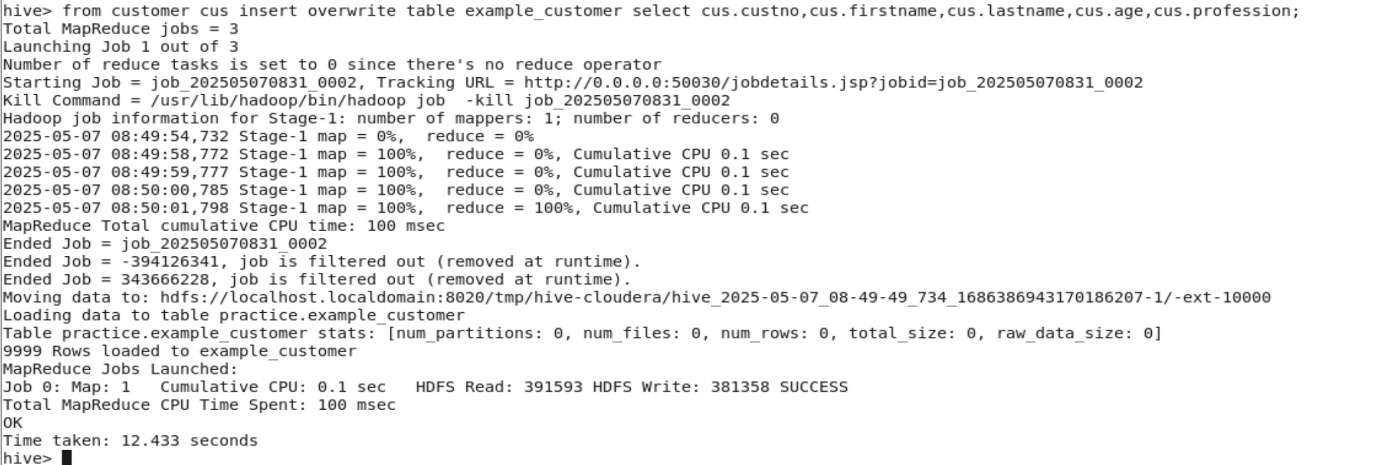 hive> from customer cus insert overwrite table example_customer select cus.custno,cus.firstname,cus.lastname,cus.age,cus.profession;
Total MapReduce jobs = 3
Launching Job 1 out of 3
Number of reduce tasks is set to 0 since there's no reduce operator
Starting Job = job_202505070831_0002, Tracking URL = http://0.0.0.0:50030/jobdetails.jsp?jobid=job_202505070831_0002
Kill Command = /usr/lib/hadoop/bin/hadoop job  -kill job_202505070831_0002
Hadoop job information for Stage-1: number of mappers: 1; number of reducers: 0
2025-05-07 08:49:54,732 Stage-1 map = 0%,  reduce = 0%
2025-05-07 08:49:58,772 Stage-1 map = 100%,  reduce = 0%, Cumulative CPU 0.1 sec
2025-05-07 08:49:59,777 Stage-1 map = 100%,  reduce = 0%, Cumulative CPU 0.1 sec
2025-05-07 08:50:00,785 Stage-1 map = 100%,  reduce = 0%, Cumulative CPU 0.1 sec
2025-05-07 08:50:01,798 Stage-1 map = 100%,  reduce = 100%, Cumulative CPU 0.1 sec
MapReduce Total cumulative CPU time: 100 msec
Ended Job = job_202505070831_0002
Ended Job = -394126341, job is filtered out (removed at runtime).
Ended Job = 343666228, job is filtered out (removed at runtime).
Moving data to: hdfs://localhost.localdomain:8020/tmp/hive-cloudera/hive_2025-05-07_08-49-49_734_1686386943170186207-1/-ext-10000
Loading data to table practice.example_customer
Table practice.example_customer stats: [num_partitions: 0, num_files: 0, num_rows: 0, total_size: 0, raw_data_size: 0]
9999 Rows loaded to example_customer
MapReduce Jobs Launched:
Job 0: Map: 1   Cumulative CPU: 0.1 sec   HDFS Read: 391593 HDFS Write: 381358 SUCCESS
Total MapReduce CPU Time Spent: 100 msec
OK
Time taken: 12.433 seconds
hive>